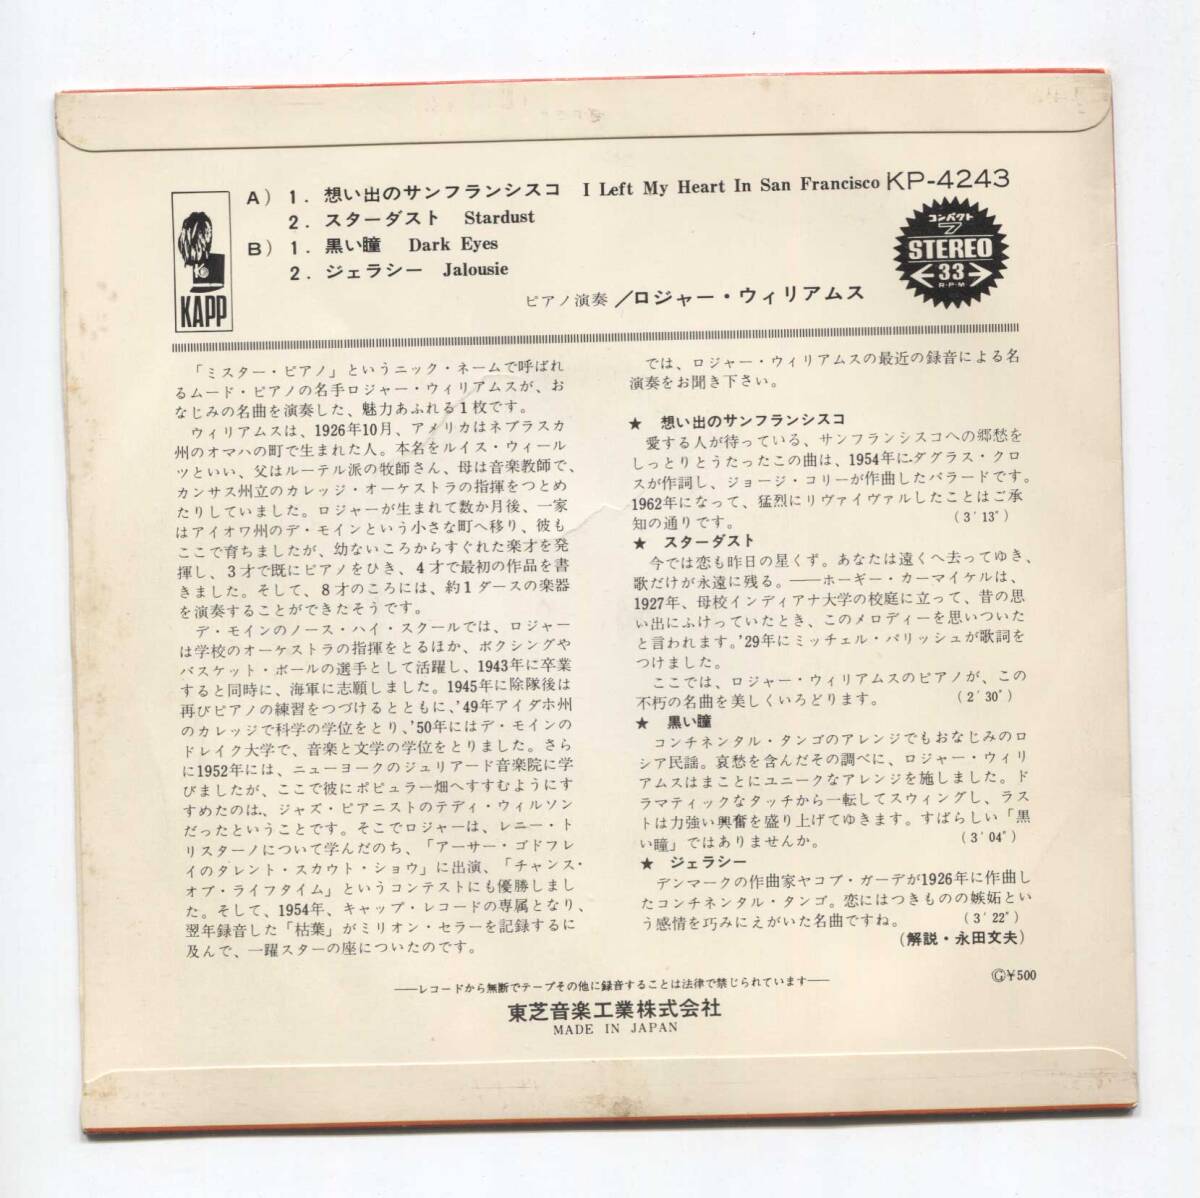 A) 1. 想い出のサンフランシスコ I Left My Heart In San Francisco KP-4243
2. スターダスト Stardust
B) 1. 黒い瞳 Dark Eyes
2. ジェラシー Jalousie
ピアノ演奏／ロジャー・ウィリアムス
KAPP
コンパクト
7
STEREO
33
R・P・M
「ミスター・ピアノ」というニック・ネームで呼ばれ
るムード・ピアノの名手ロジャー・ウィリアムスが、お
なじみの名曲を演奏した、魅力あふれる1枚です。
ウィリアムスは、1926年10月、アメリカはネブラスカ
州のオマハの町で生まれた人。本名をルイス・ウィール
ツといい、父はルーテル派の牧師さん、母は音楽教師で、
カンサス州立のカレッジ・オーケストラの指揮をつとめ
たりしていました。ロジャーが生まれて数か月後、一家
はアイオワ州のデ・モインという小さな町へ移り、彼も
ここで育ちましたが、幼ないころからすぐれた楽才を発
揮し、3才で既にピアノをひき、4才で最初の作品を書
きました。そして、8才のころには、約1ダースの楽器
を演奏することができたそうです。
デ・モインのノース・ハイ・スクールでは、ロジャー
は学校のオーケストラの指揮をとるほか、ボクシングや
バスケット・ボールの選手として活躍し、1943年に卒業
すると同時に、海軍に志願しました。1945年に除隊後は
再びピアノの練習をつづけるとともに、'49年アイダホ州
のカレッジで科学の学位をとり、'50年にはデ・モインの
ドレイク大学で、音楽と文学の学位をとりました。さら
に1952年には、ニューヨークのジュリアード音楽院に学
びましたが、ここで彼にポピュラー畑へすすむようにす
すめたのは、ジャズ・ピアニストのテディ・ウィルソン
だったということです。そこでロジャーは、レニー・ト
リスターノについて学んだのち、「アーサー・ゴドフレ
イのタレント・スカウト・ショウ」に出演、「チャンス・
オブ・ライフタイム」というコンテストにも優勝しまし
た。そして、1954年、キャップ・レコードの専属となり、
翌年録音した「枯葉」がミリオン・セラーを記録するに
及んで、一躍スターの座についたのです。
では、ロジャー・ウィリアムスの最近の録音による名
演奏をお聞き下さい。
★ 想い出のサンフランシスコ
愛する人が待っている、サンフランシスコへの郷愁を
しっとりとうたったこの曲は、1954年にダグラス・クロ
スが作詞し、ジョージ・コリーが作曲したバラードです。
1962年になって、猛烈にリヴァイヴァルしたことはご承
知の通りです。 (3′13″)
★ スターダスト
今では恋も昨日の星くず。あなたは遠くへ去ってゆき、
歌だけが永遠に残る。――ホーギー・カーマイケルは、
1927年、母校インディアナ大学の校庭に立って、昔の思
い出にふけっていたとき、このメロディーを思いついた
と言われます。'29年にミッチェル・パリッシュが歌詞を
つけました。
ここでは、ロジャー・ウィリアムスのピアノが、この
不朽の名曲を美しくいろどります。 (2′30″)
★ 黒い瞳
コンチネンタル・タンゴのアレンジでもおなじみのロ
シア民謡。哀愁を含んだその調べに、ロジャー・ウィリ
アムスはまことにユニークなアレンジを施しました。ド
ラマティックなタッチから一転してスウィングし、ラス
トは力強い興奮を盛り上げてゆきます。すばらしい「黒
い瞳」ではありませんか。 (3′04″)
★ ジェラシー
デンマークの作曲家ヤコブ・ガーデが1926年に作曲し
たコンチネンタル・タンゴ。恋にはつきものの嫉妬とい
う感情を巧みにえがいた名曲ですね。 (3′22″)
(解説・永田文夫)
Ⓖ¥500
――レコードから無断でテープその他に録音することは法律で禁じられています――
東芝音楽工業株式会社
MADE IN JAPAN